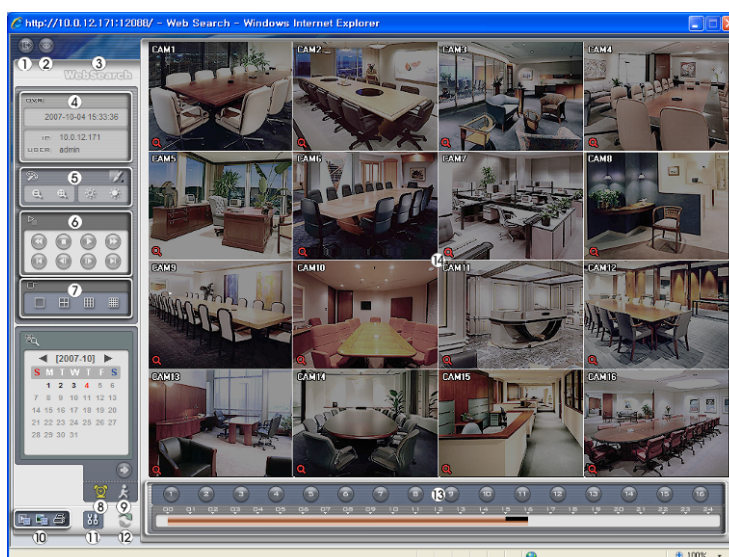 http://10.0.12.171:12088/ - Web Search - Windows Internet Explorer
1 2 3
WebSearch
4
2007-10-04 15:33:36
IP: 10.0.12.171
USER: admin
5
6
7
[2007-10]
S M T W T F S
1 2 3 4 5 6
7 8 9 10 11 12 13
14 15 16 17 18 19 20
21 22 23 24 25 26 27
28 29 30 31
8 9
10 11 12
CAM1 CAM2 CAM3 CAM4
CAM5 CAM6 CAM7 CAM8
14
CAM9 CAM10 CAM11 CAM12
CAM13 CAM14 CAM15 CAM16
1 2 3 4 5 6 7 8 13 9 10 11 12 13 14 15 16
00 01 02 03 04 05 06 07 08 09 10 11 12 13 14 15 16 17 18 19 20 21 22 23 24
100%